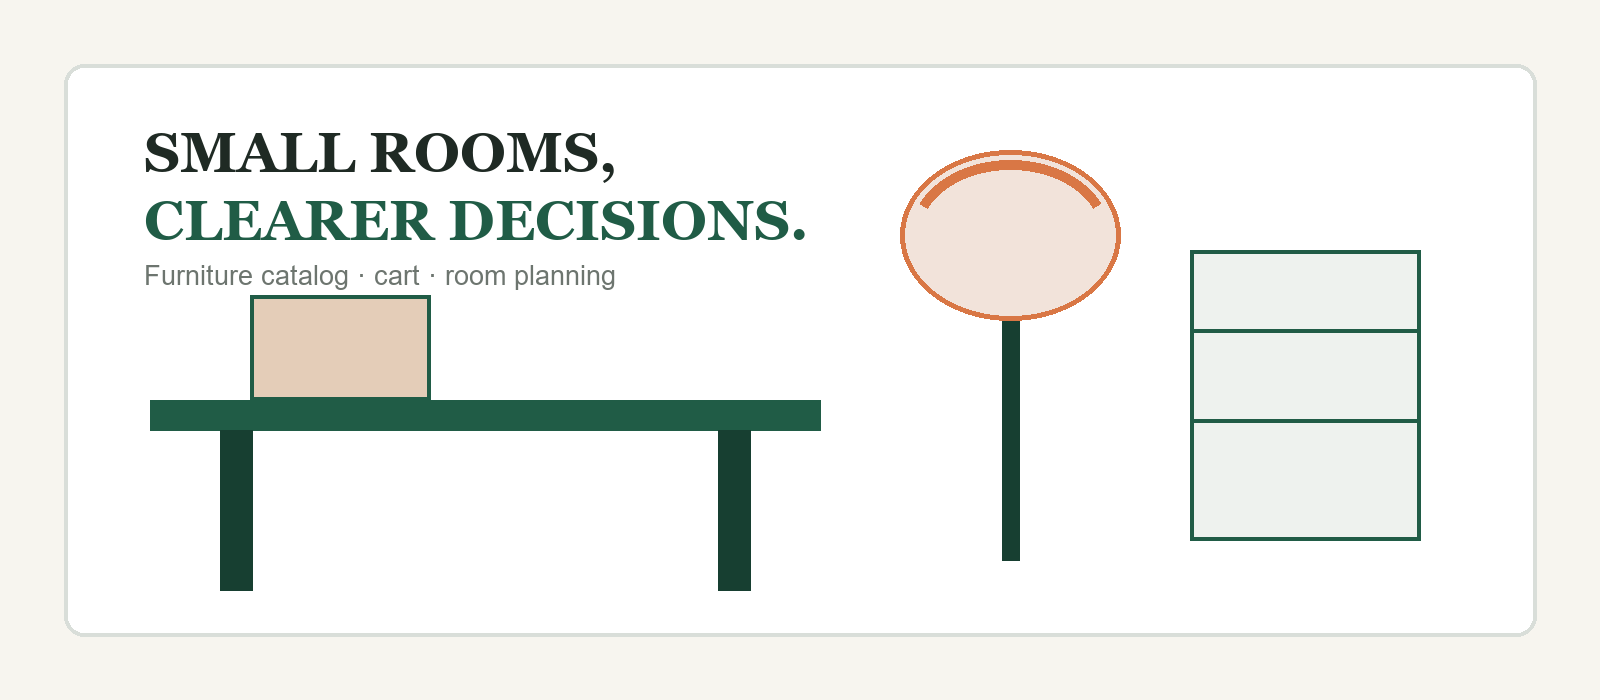 SMALL ROOMS,
CLEARER DECISIONS.
Furniture catalog · cart · room planning